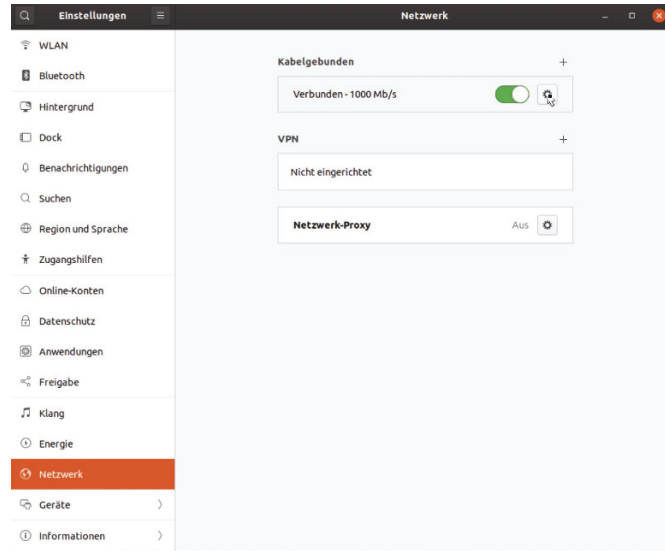 Einstellungen
Netzwerk
WLAN
Bluetooth
Hintergrund
Dock
Benachrichtigungen
Suchen
Region und Sprache
Zugangshilfen
Online-Konten
Datenschutz
Anwendungen
Freigabe
Klang
Energie
Netzwerk
Geräte
Informationen
Kabelgebunden
Verbunden - 1000 Mb/s
VPN
Nicht eingerichtet
Netzwerk-Proxy Aus